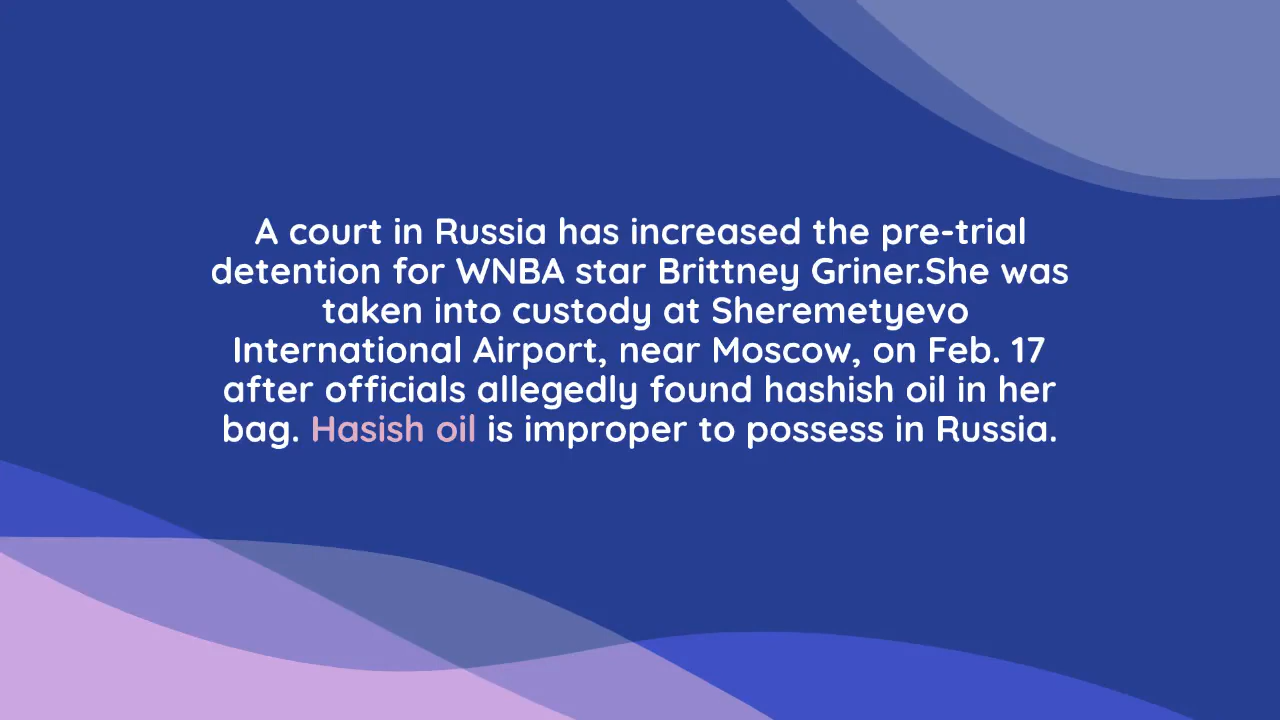 A court in Russia has increased the pre-trial
detention for WNBA star Brittney Griner.She was
taken into custody at Sheremetyevo
International Airport, near Moscow, on Feb. 17
after officials allegedly found hashish oil in her
bag. Hasish oil is improper to possess in Russia.